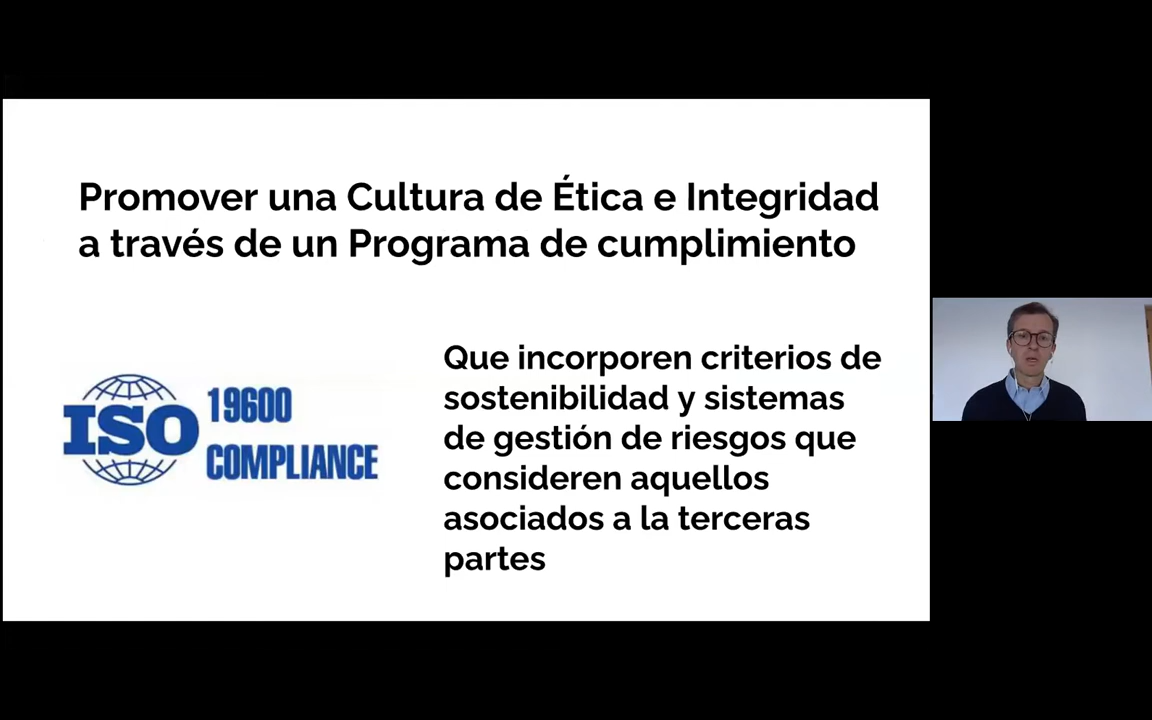 Promover una Cultura de Ética e Integridad
a través de un Programa de cumplimiento
ISO
19600
COMPLIANCE
Que incorporen criterios de
sostenibilidad y sistemas
de gestión de riesgos que
consideren aquellos
asociados a la terceras
partes